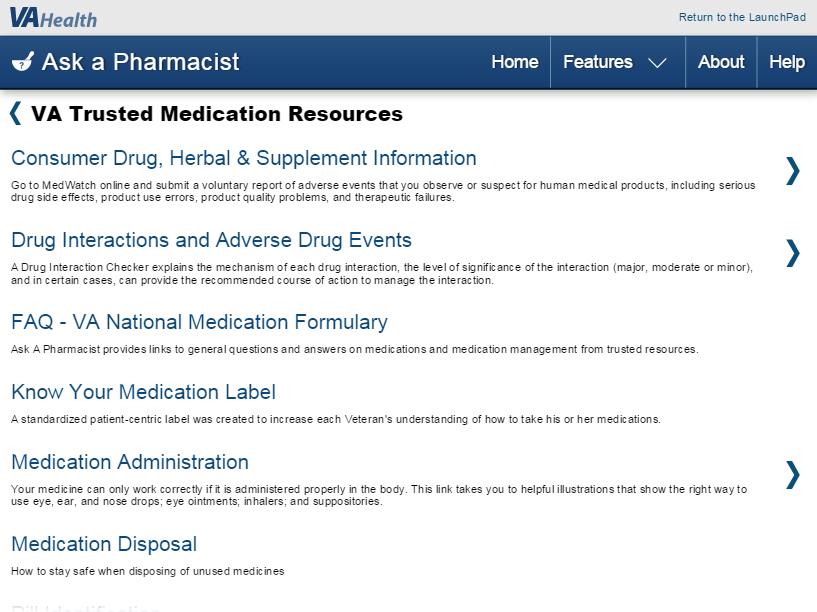 VAHealth
Return to the LaunchPad
Ask a Pharmacist
Home
Features
About
Help
VA Trusted Medication Resources
Consumer Drug, Herbal & Supplement Information
Go to MedWatch online and submit a voluntary report of adverse events that you observe or suspect for human medical products, including serious
drug side effects, product use errors, product quality problems, and therapeutic failures.
Drug Interactions and Adverse Drug Events
A Drug Interaction Checker explains the mechanism of each drug interaction, the level of significance of the interaction (major, moderate or minor),
and in certain cases, can provide the recommended course of action to manage the interaction.
FAQ - VA National Medication Formulary
Ask A Pharmacist provides links to general questions and answers on medications and medication management from trusted resources.
Know Your Medication Label
A standardized patient-centric label was created to increase each Veteran's understanding of how to take his or her medications.
Medication Administration
Your medicine can only work correctly if it is administered properly in the body. This link takes you to helpful illustrations that show the right way to
use eye, ear, and nose drops; eye ointments; inhalers; and suppositories.
Medication Disposal
How to stay safe when disposing of unused medicines
Pill Identification